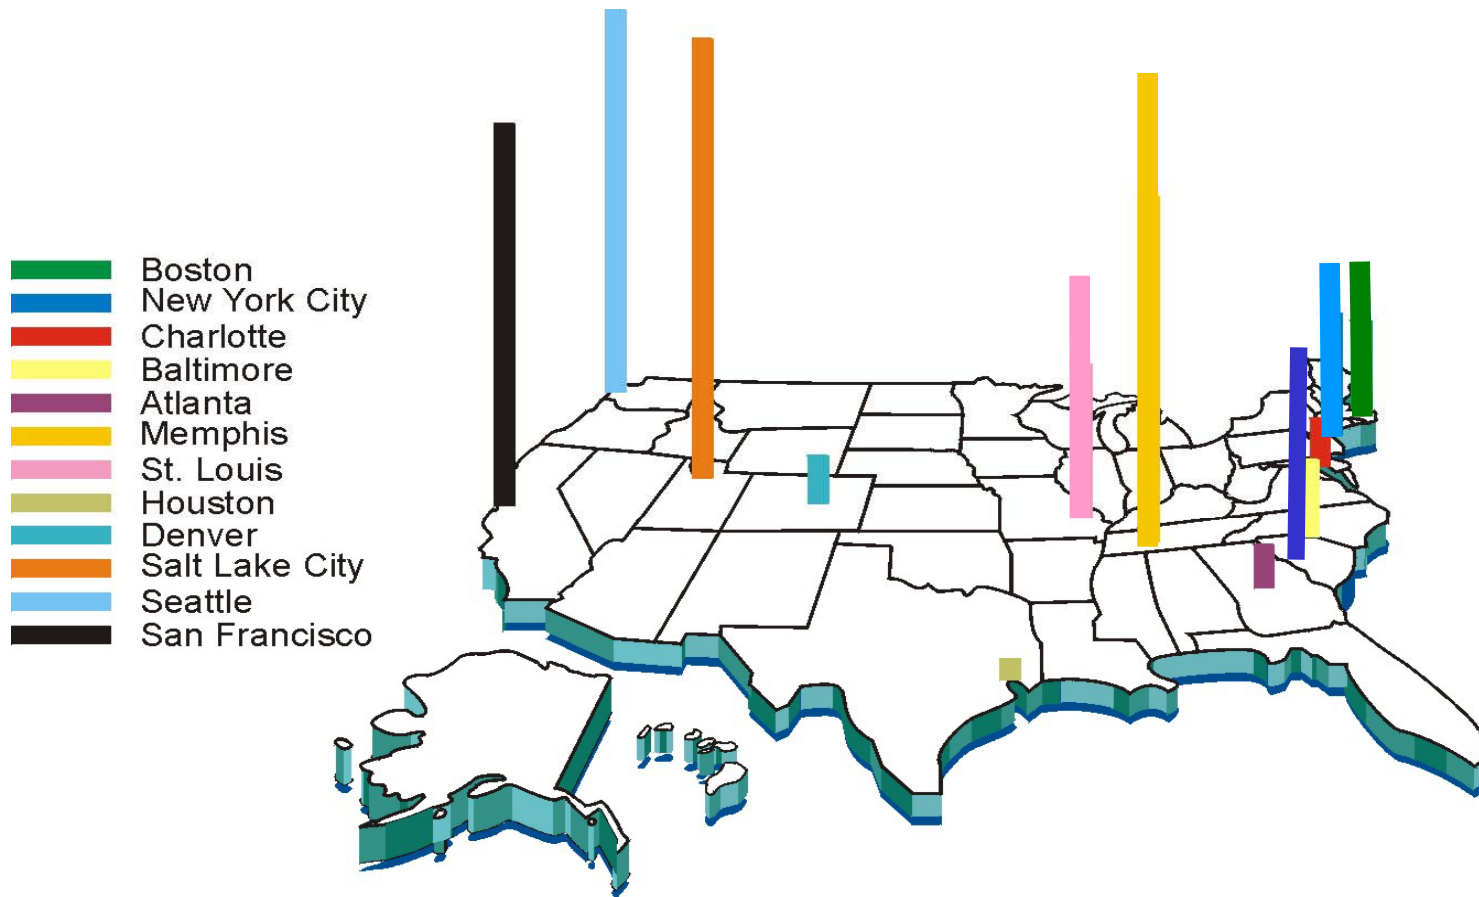 Boston
New York City
Charlotte
Baltimore
Atlanta
Memphis
St. Louis
Houston
Denver
Salt Lake City
Seattle
San Francisco